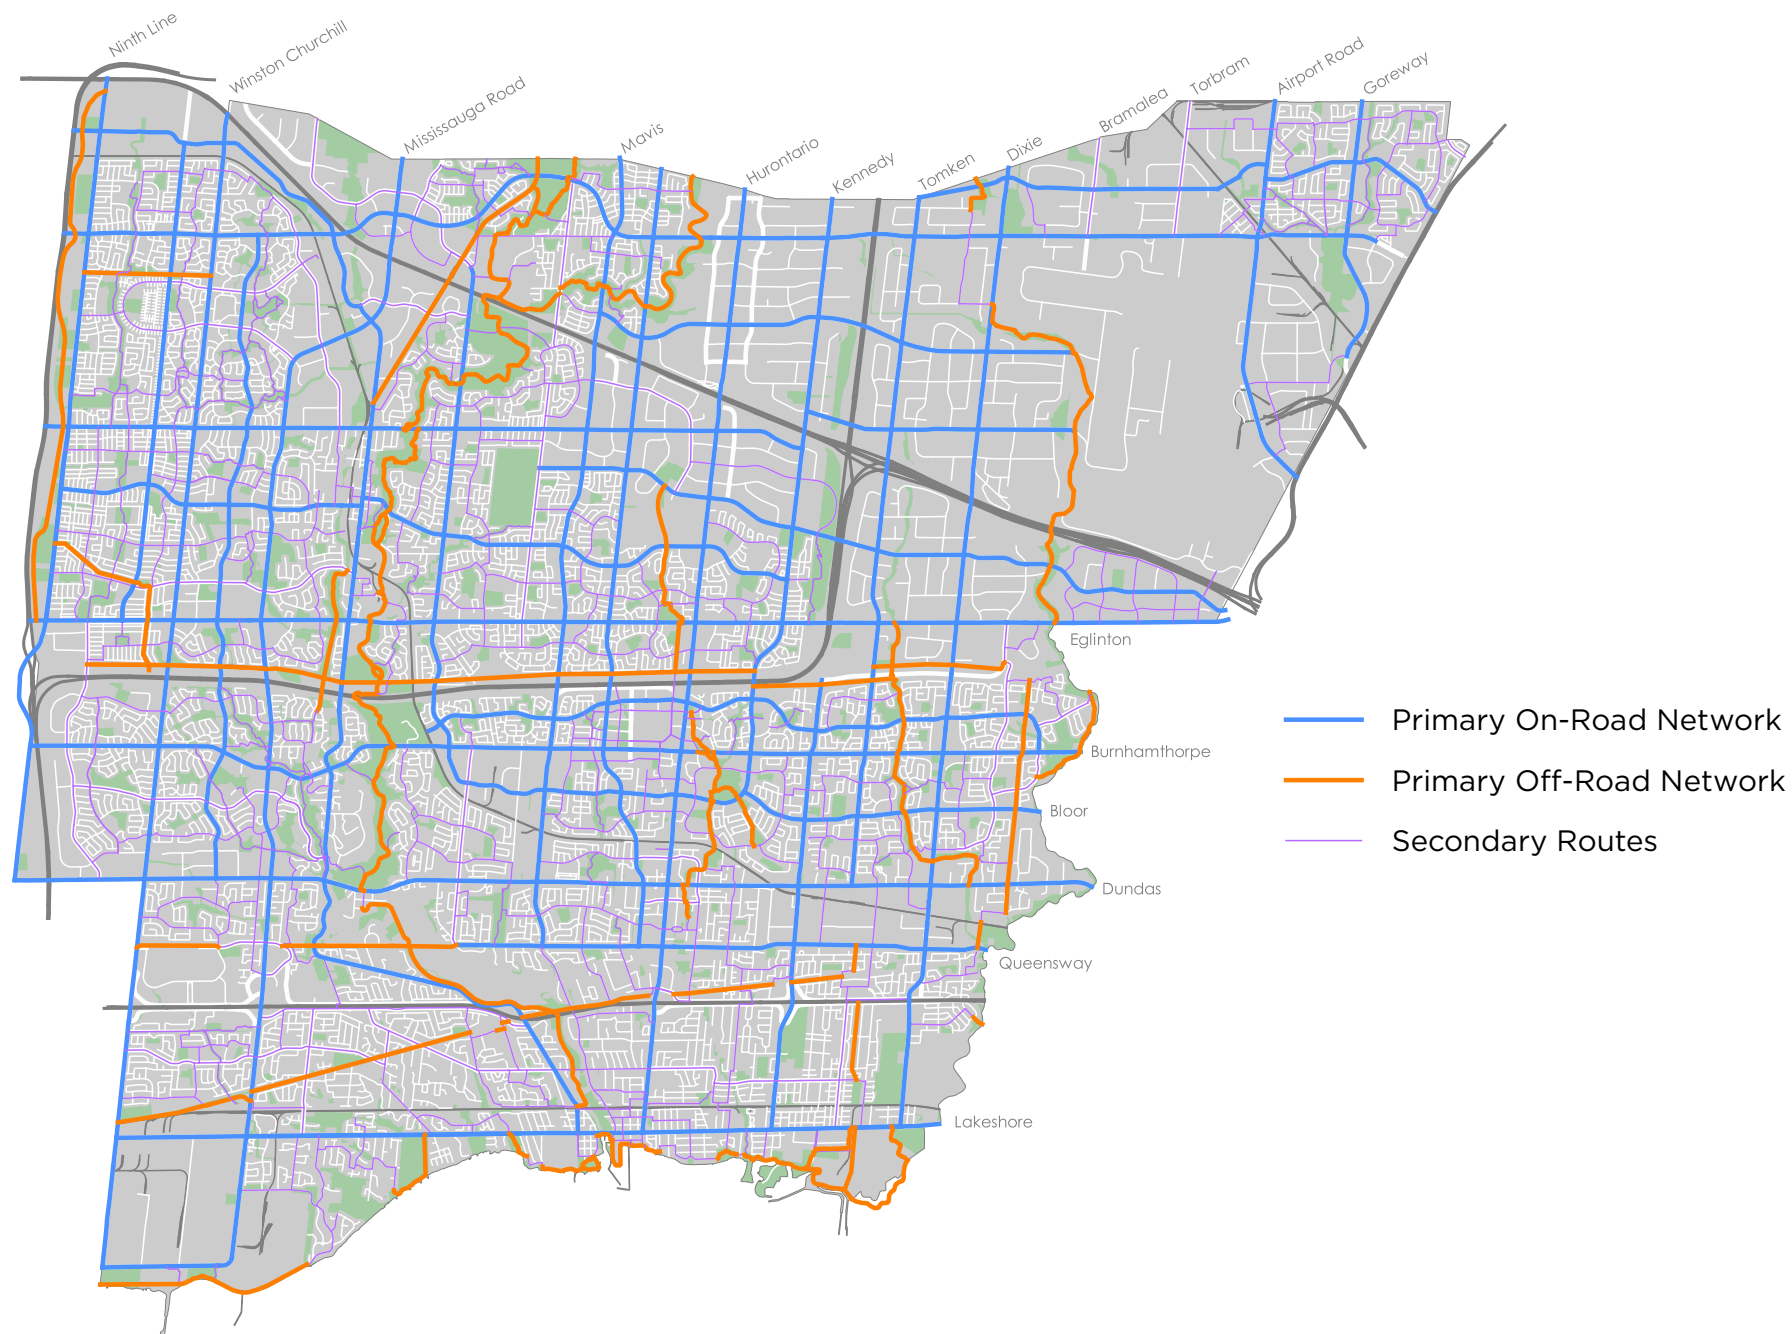 Ninth Line
Winston Churchill
Mississauga Road
Mavis
Hurontario
Kennedy
Tomken
Dixie
Bramalea
Torbram
Airport Road
Goreway
Eglinton
Burnhamthorpe
Bloor
Dundas
Queensway
Lakeshore
Primary On-Road Network
Primary Off-Road Network
Secondary Routes